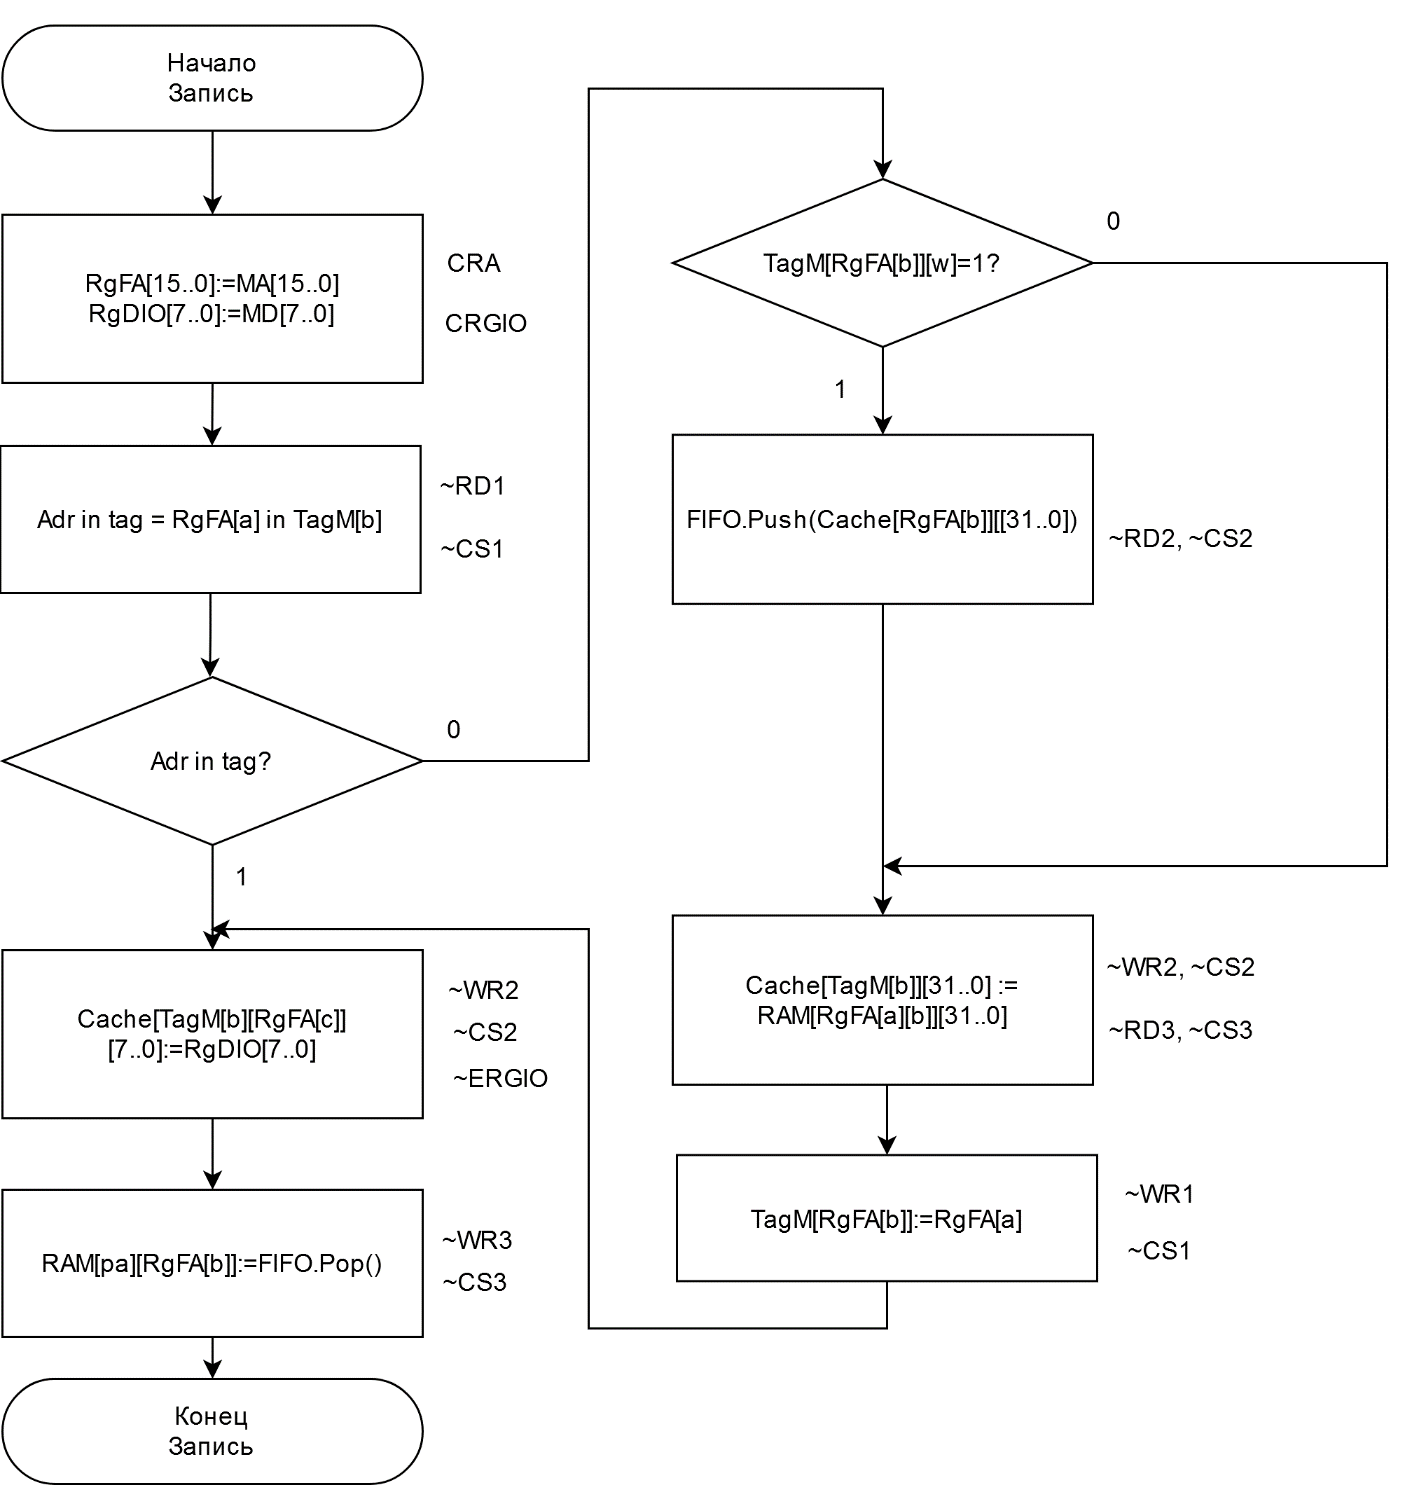 Начало
Запись
RgFA[15..0]:=MA[15..0]
RgDIO[7..0]:=MD[7..0]
CRA
CRGIO
Adr in tag = RgFA[a] in TagM[b]
~RD1
~CS1
Adr in tag?
0
1
Cache[TagM[b][RgFA[c]]
[7..0]:=RgDIO[7..0]
~WR2
~CS2
~ERGIO
RAM[pa][RgFA[b]]:=FIFO.Pop()
~WR3
~CS3
Конец
Запись
TagM[RgFA[b]][w]=1?
0
1
FIFO.Push(Cache[RgFA[b]][[31..0])
~RD2, ~CS2
Cache[TagM[b]][31..0] :=
RAM[RgFA[a][b]][31..0]
~WR2, ~CS2
~RD3, ~CS3
TagM[RgFA[b]]:=RgFA[a]
~WR1
~CS1